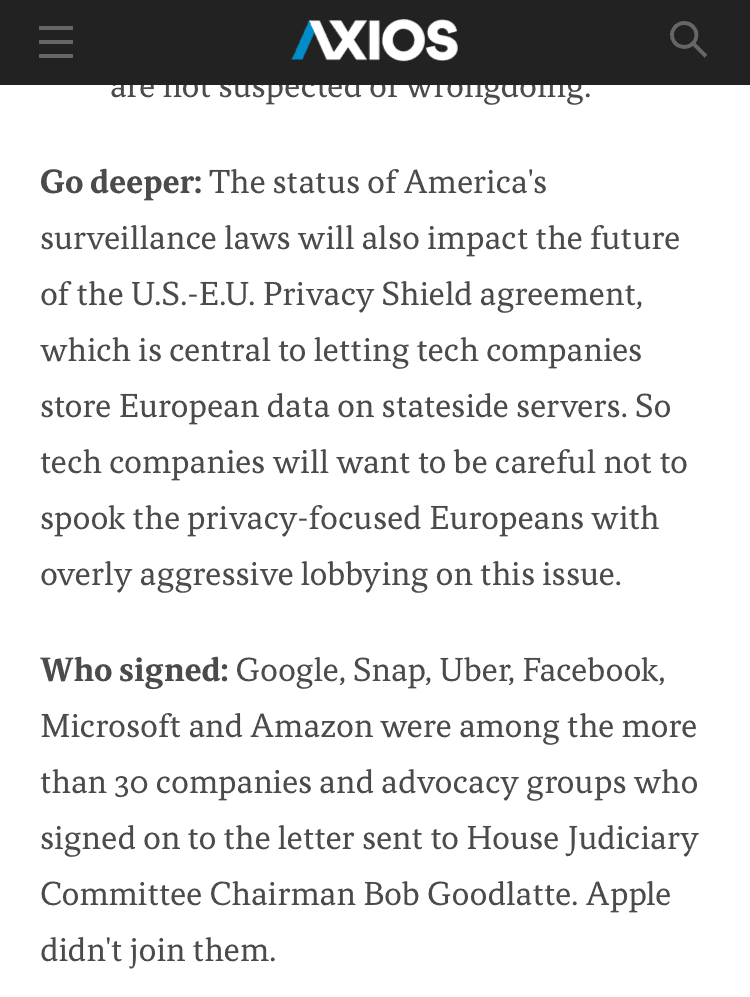 AXIOS
are not suspected of wrongdoing.
Go deeper: The status of America's
surveillance laws will also impact the future
of the U.S.-E.U. Privacy Shield agreement,
which is central to letting tech companies
store European data on stateside servers. So
tech companies will want to be careful not to
spook the privacy-focused Europeans with
overly aggressive lobbying on this issue.
Who signed: Google, Snap, Uber, Facebook,
Microsoft and Amazon were among the more
than 30 companies and advocacy groups who
signed on to the letter sent to House Judiciary
Committee Chairman Bob Goodlatte. Apple
didn't join them.